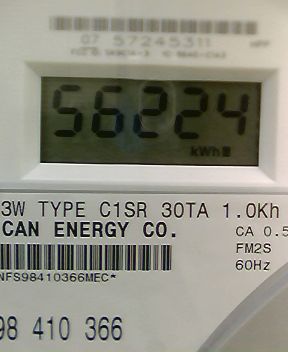 07 57245311
56224
kWh
3W TYPE C1SR 30TA 1.0Kh
CAN ENERGY CO.
CA 0.5
FM2S
60Hz
NFS98410366MEC*
98 410 366